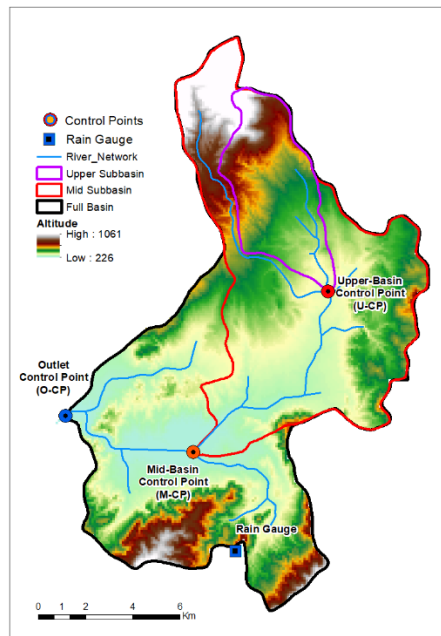 Control Points
Rain Gauge
River_Network
Upper Subbasin
Mid Subbasin
Full Basin
Altitude
High : 1061
Low : 226
Upper-Basin
Control Point
(U-CP)
Outlet
Control Point
(O-CP)
Mid-Basin
Control Point
(M-CP)
Rain Gauge
0 1 2 4 6
Km